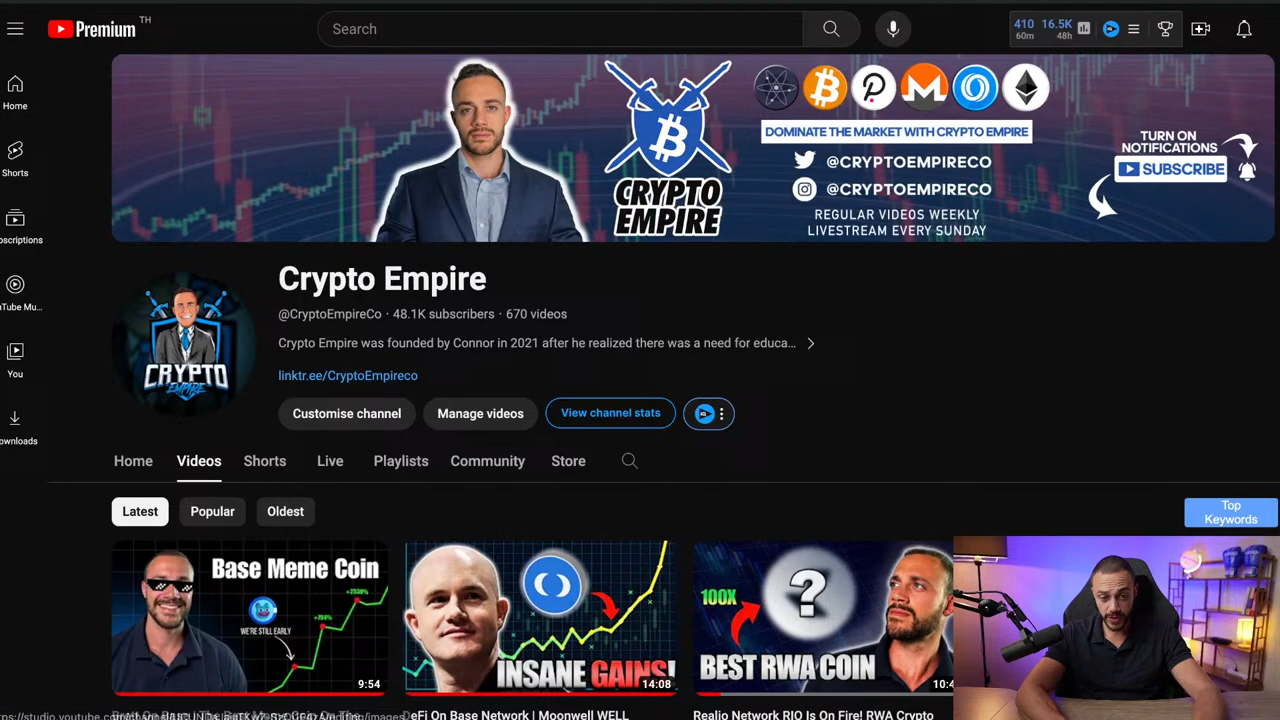 Premium TH
Search
410 16.5K
60m 48h
Home
Shorts
bscriptions
uTube Mu...
You
ownloads
CRYPTO
EMPIRE
DOMINATE THE MARKET WITH CRYPTO EMPIRE
@CRYPTOEMPIRECO
@CRYPTOEMPIRECO
REGULAR VIDEOS WEEKLY
LIVESTREAM EVERY SUNDAY
TURN ON
NOTIFICATIONS
SUBSCRIBE
CRYPTO
EMPIRE
Crypto Empire
@CryptoEmpireCo · 48.1K subscribers · 670 videos
Crypto Empire was founded by Connor in 2021 after he realized there was a need for educa...
linktr.ee/CryptoEmpireco
Customise channel
Manage videos
View channel stats
IQ
Home Videos Shorts Live Playlists Community Store
Latest Popular Oldest
Top
Keywords
Base Meme Coin
+2538%
+754%
WE'RE STILL EARLY
9:54
INSANE GAINS!
14:08
100X
?
BEST RWA COIN
10:4
DeFi On Base Network | Moonwell WELL
Realio Network RIO Is On Fire! RWA Crypto